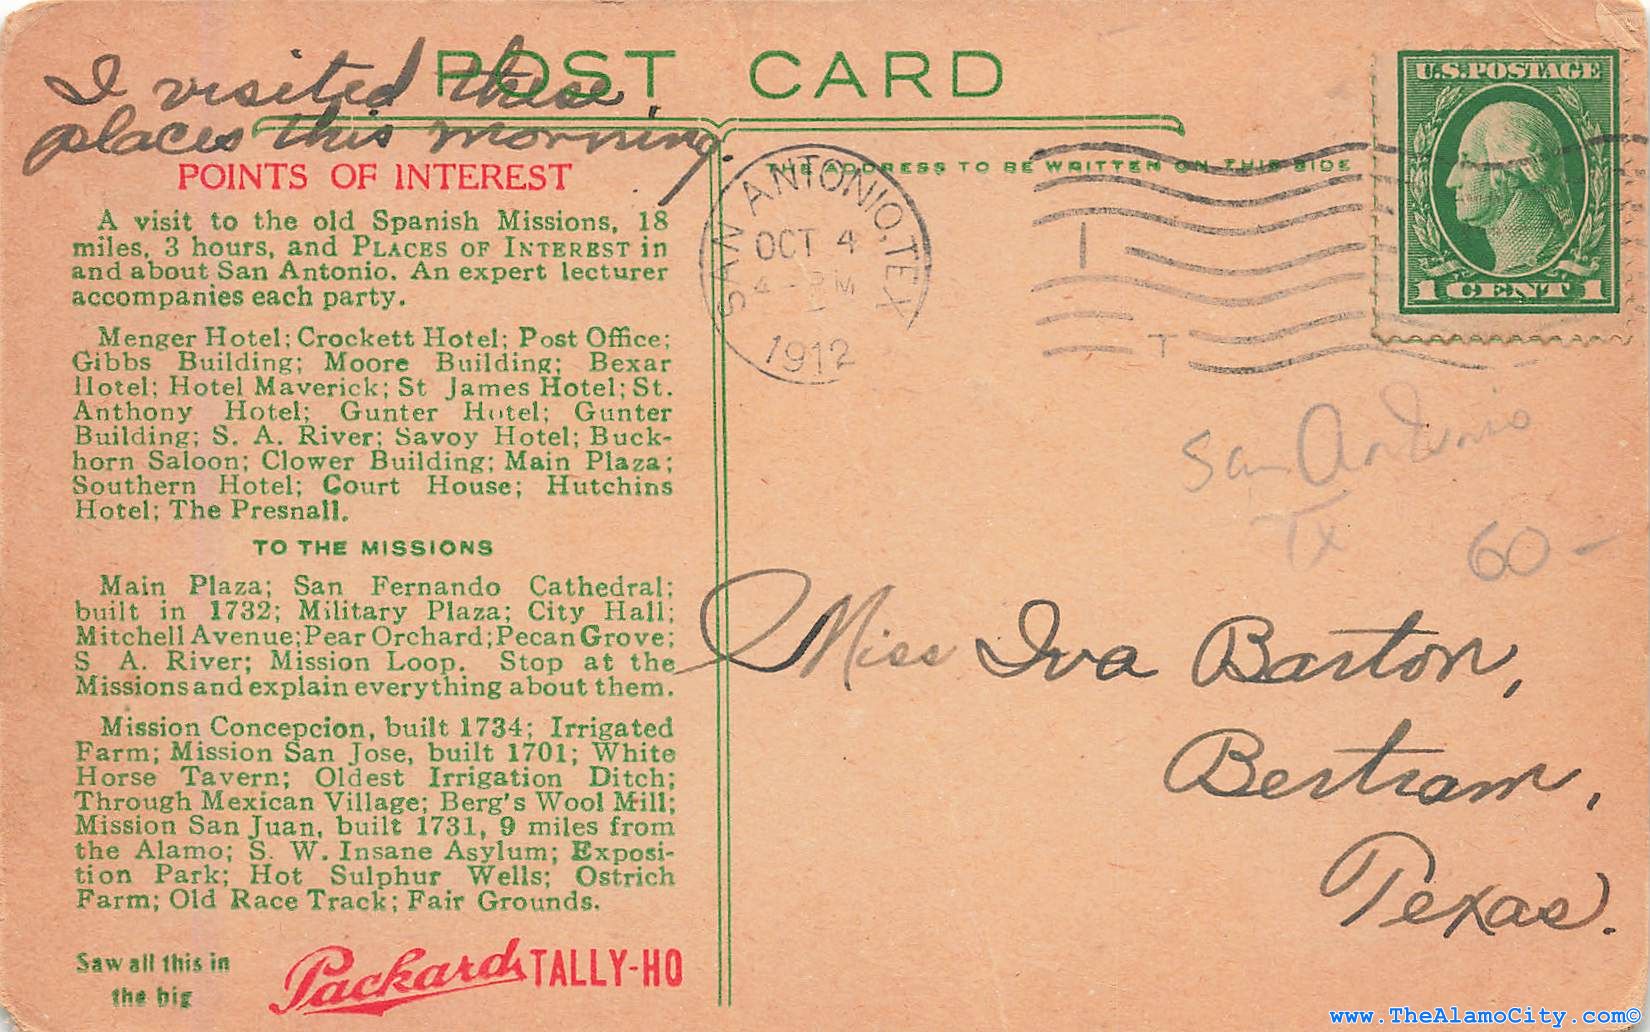 POST CARD
I visited these
places this morning.
POINTS OF INTEREST
A visit to the old Spanish Missions, 18
miles, 3 hours, and PLACES OF INTEREST in
and about San Antonio. An expert lecturer
accompanies each party.
Menger Hotel; Crockett Hotel; Post Office;
Gibbs Building; Moore Building; Bexar
Hotel; Hotel Maverick; St James Hotel; St.
Anthony Hotel; Gunter Hotel; Gunter
Building; S. A. River; Savoy Hotel; Buck-
horn Saloon; Clower Building; Main Plaza;
Southern Hotel; Court House; Hutchins
Hotel; The Presnall.
TO THE MISSIONS
Main Plaza; San Fernando Cathedral;
built in 1732; Military Plaza; City Hall;
Mitchell Avenue; Pear Orchard; Pecan Grove;
S A. River; Mission Loop. Stop at the
Missions and explain everything about them.
Mission Concepcion, built 1734; Irrigated
Farm; Mission San Jose, built 1701; White
Horse Tavern; Oldest Irrigation Ditch;
Through Mexican Village; Berg's Wool Mill;
Mission San Juan, built 1731, 9 miles from
the Alamo; S. W. Insane Asylum; Exposi-
tion Park; Hot Sulphur Wells; Ostrich
Farm; Old Race Track; Fair Grounds.
Saw all this in
the big
Packard TALLY-HO
THE ADDRESS TO BE WRITTEN ON THIS SIDE
SAN ANTONIO, TEX
OCT 4
4 - PM
1912
T
U.S. POSTAGE
1 CENT 1
San Antonio
TX
60-
Miss Iva Barton,
Bertram,
Texas.
www.TheAlamoCity.com©